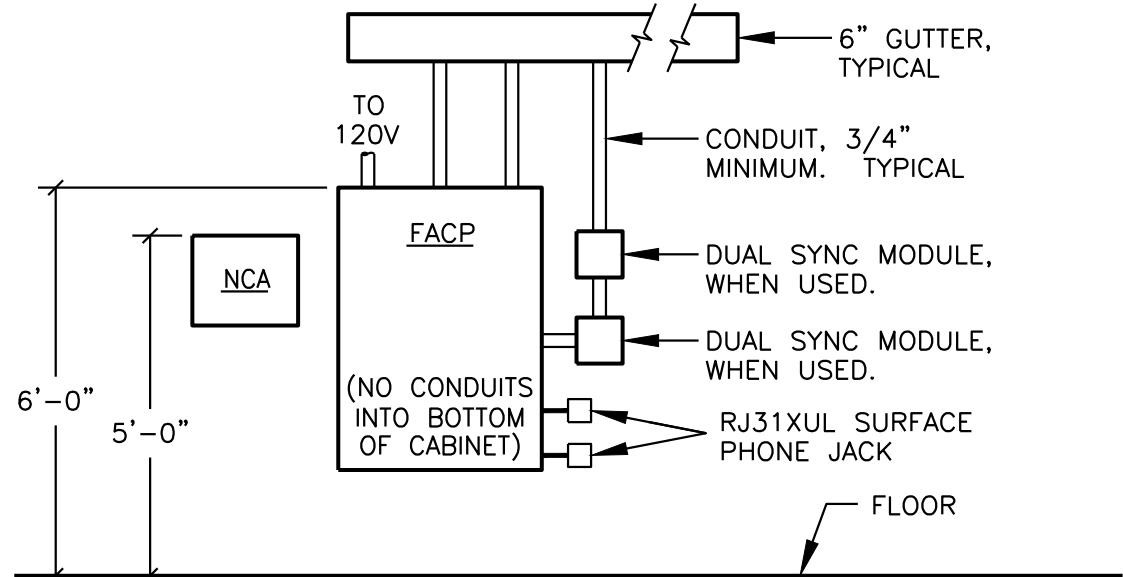 6" GUTTER,
TYPICAL
TO
120V
CONDUIT, 3/4"
MINIMUM. TYPICAL
FACP
DUAL SYNC MODULE,
WHEN USED.
NCA
DUAL SYNC MODULE,
WHEN USED.
(NO CONDUITS
INTO BOTTOM
OF CABINET)
6'-0"
5'-0"
RJ31XUL SURFACE
PHONE JACK
FLOOR